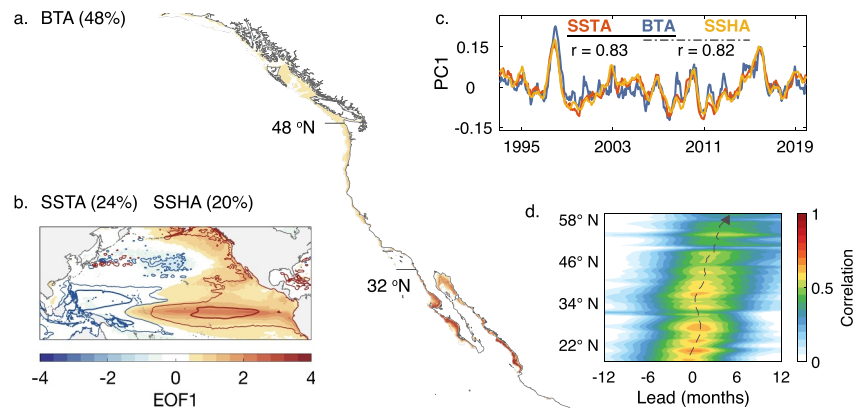 a. BTA (48%)
48 °N
32 °N
b. SSTA (24%) SSHA (20%)
-4 -2 0 2 4
EOF1
c.
SSTA BTA SSHA
r = 0.83 r = 0.82
0.15
0
-0.15
PC1
1995 2003 2011 2019
d.
58° N
46° N
34° N
22° N
-12 -6 0 6 12
Lead (months)
1
0.5
0
Correlation